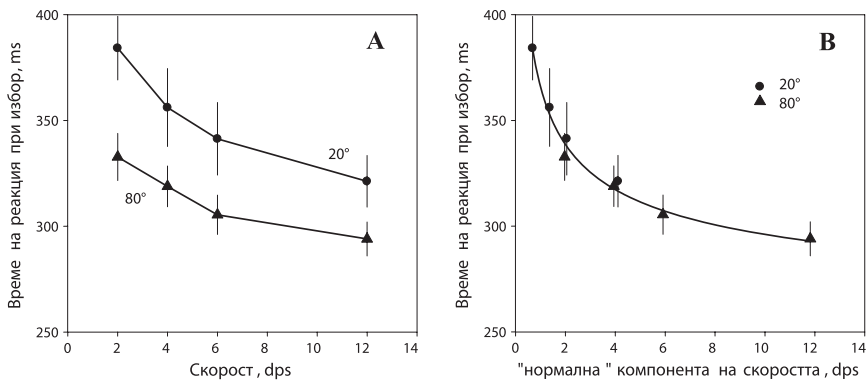 A
Време на реакция при избор, ms
400
350
300
250
20°
80°
0 2 4 6 8 10 12 14
Скорост , dps
B
Време на реакция при избор, ms
400
350
300
250
20°
80°
0 2 4 6 8 10 12 14
"нормална " компонента на скоростта , dps